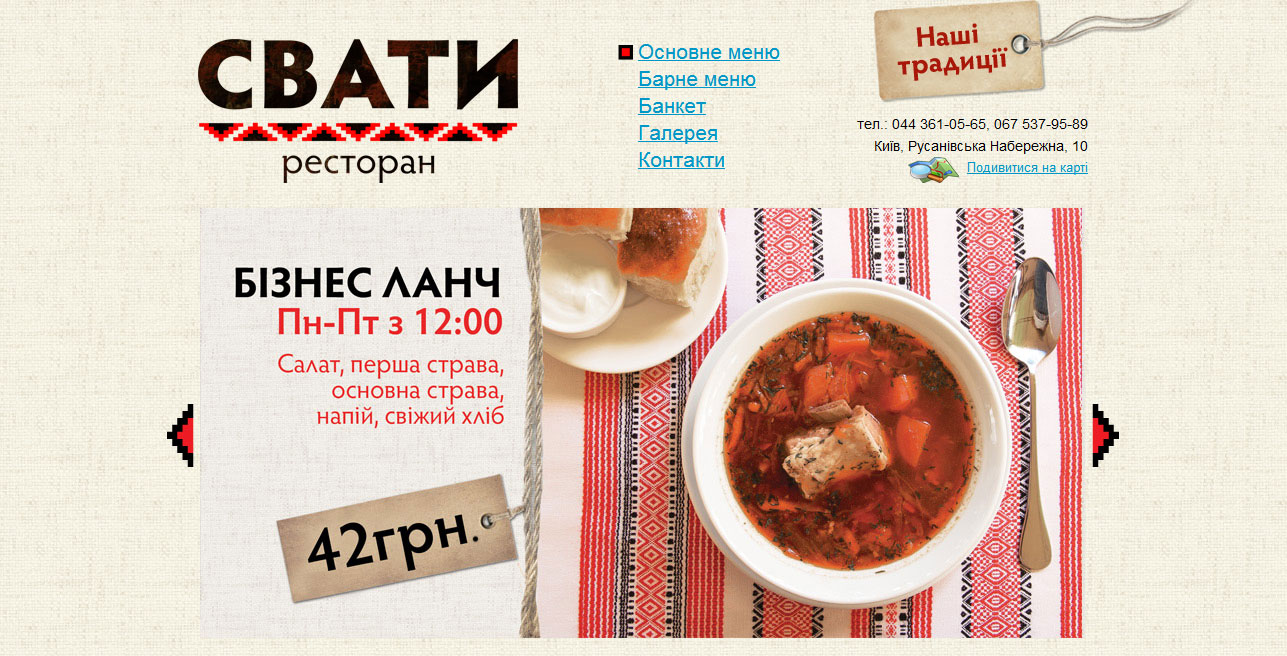 СВАТИ
ресторан
Основне меню
Барне меню
Банкет
Галерея
Контакти
Наші
традиції
тел.: 044 361-05-65, 067 537-95-89
Київ, Русанівська Набережна, 10
Подивитися на карті
БІЗНЕС ЛАНЧ
Пн-Пт з 12:00
Салат, перша страва,
основна страва,
напій, свіжий хліб
42грн.